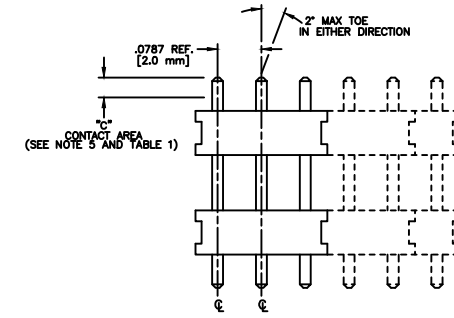 2° MAX TOE
IN EITHER DIRECTION
.0787 REF.
[2.0 mm]
"C"
CONTACT AREA
(SEE NOTE 5 AND TABLE 1)
℄ ℄